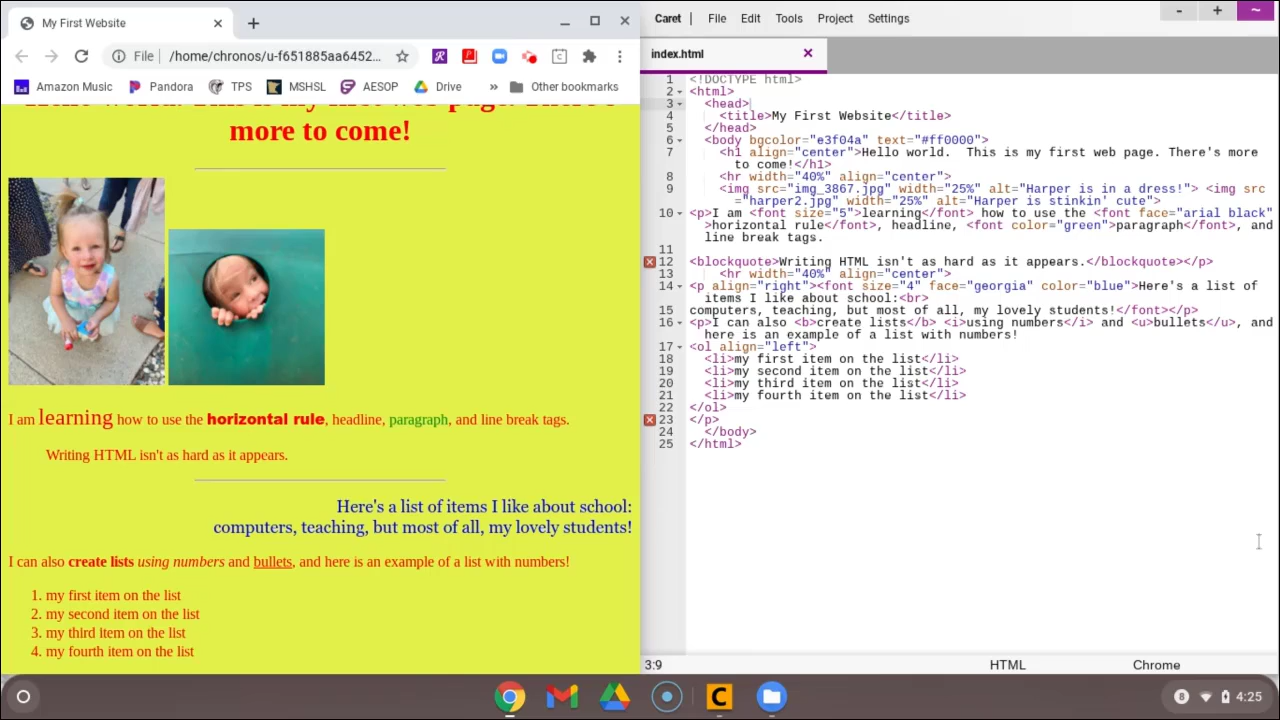 My First Website
File
/home/chronos/u-f651885aa6452...
Amazon Music
Pandora
TPS
MSHSL
AESOP
Drive
»
Other bookmarks
more to come!
I am learning how to use the horizontal rule, headline, paragraph, and line break tags.
Writing HTML isn't as hard as it appears.
Here's a list of items I like about school:
computers, teaching, but most of all, my lovely students!
I can also create lists using numbers and bullets, and here is an example of a list with numbers!
1. my first item on the list
2. my second item on the list
3. my third item on the list
4. my fourth item on the list
Caret | File Edit Tools Project Settings
index.html
1 <!DOCTYPE html>
2 <html>
3 <head>
4 <title>My First Website</title>
5 </head>
6 <body bgcolor="e3f04a" text="#ff0000">
7 <h1 align="center">Hello world.  This is my first web page. There's more
to come!</h1>
8 <hr width="40%" align="center">
9 <img src="img_3867.jpg" width="25%" alt="Harper is in a dress!"> <img src
="harper2.jpg" width="25%" alt="Harper is stinkin' cute">
10 <p>I am <font size="5">learning</font> how to use the <font face="arial black"
>horizontal rule</font>, headline, <font color="green">paragraph</font>, and
line break tags.
11
12 <blockquote>Writing HTML isn't as hard as it appears.</blockquote></p>
13 <hr width="40%" align="center">
14 <p align="right"><font size="4" face="georgia" color="blue">Here's a list of
items I like about school:<br>
15 computers, teaching, but most of all, my lovely students!</font></p>
16 <p>I can also <b>create lists</b> <i>using numbers</i> and <u>bullets</u>, and
here is an example of a list with numbers!
17 <ol align="left">
18 <li>my first item on the list</li>
19 <li>my second item on the list</li>
20 <li>my third item on the list</li>
21 <li>my fourth item on the list</li>
22 </ol>
23 </p>
24 </body>
25 </html>
3:9
HTML
Chrome
8
4:25